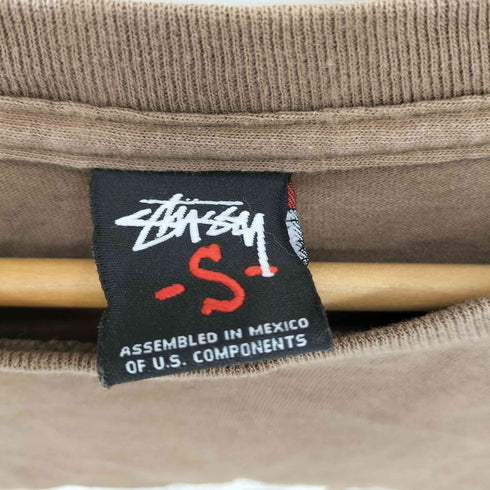 STÜSSY
-S-
ASSEMBLED IN MEXICO
OF U.S. COMPONENTS